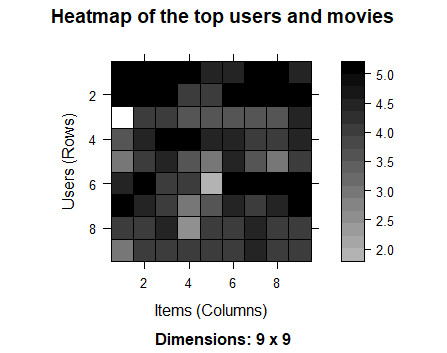 Heatmap of the top users and movies
Users (Rows)
2
4
6
8
2 4 6 8
Items (Columns)
Dimensions: 9 x 9
5.0
4.5
4.0
3.5
3.0
2.5
2.0